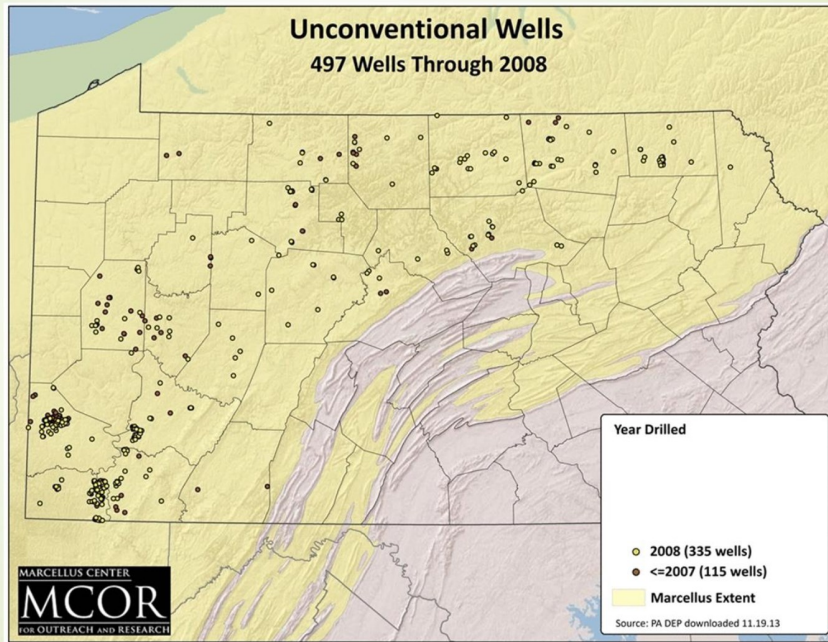 Unconventional Wells
497 Wells Through 2008
Year Drilled
2008 (335 wells)
<=2007 (115 wells)
Marcellus Extent
Source: PA DEP downloaded 11.19.13
MARCELLUS CENTER
MCOR
FOR OUTREACH AND RESEARCH